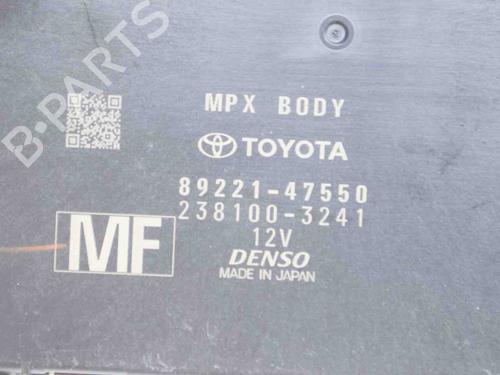 B-PARTS
MPX BODY
TOYOTA
89221-47550
238100-3241
12V
DENSO
MADE IN JAPAN
MF